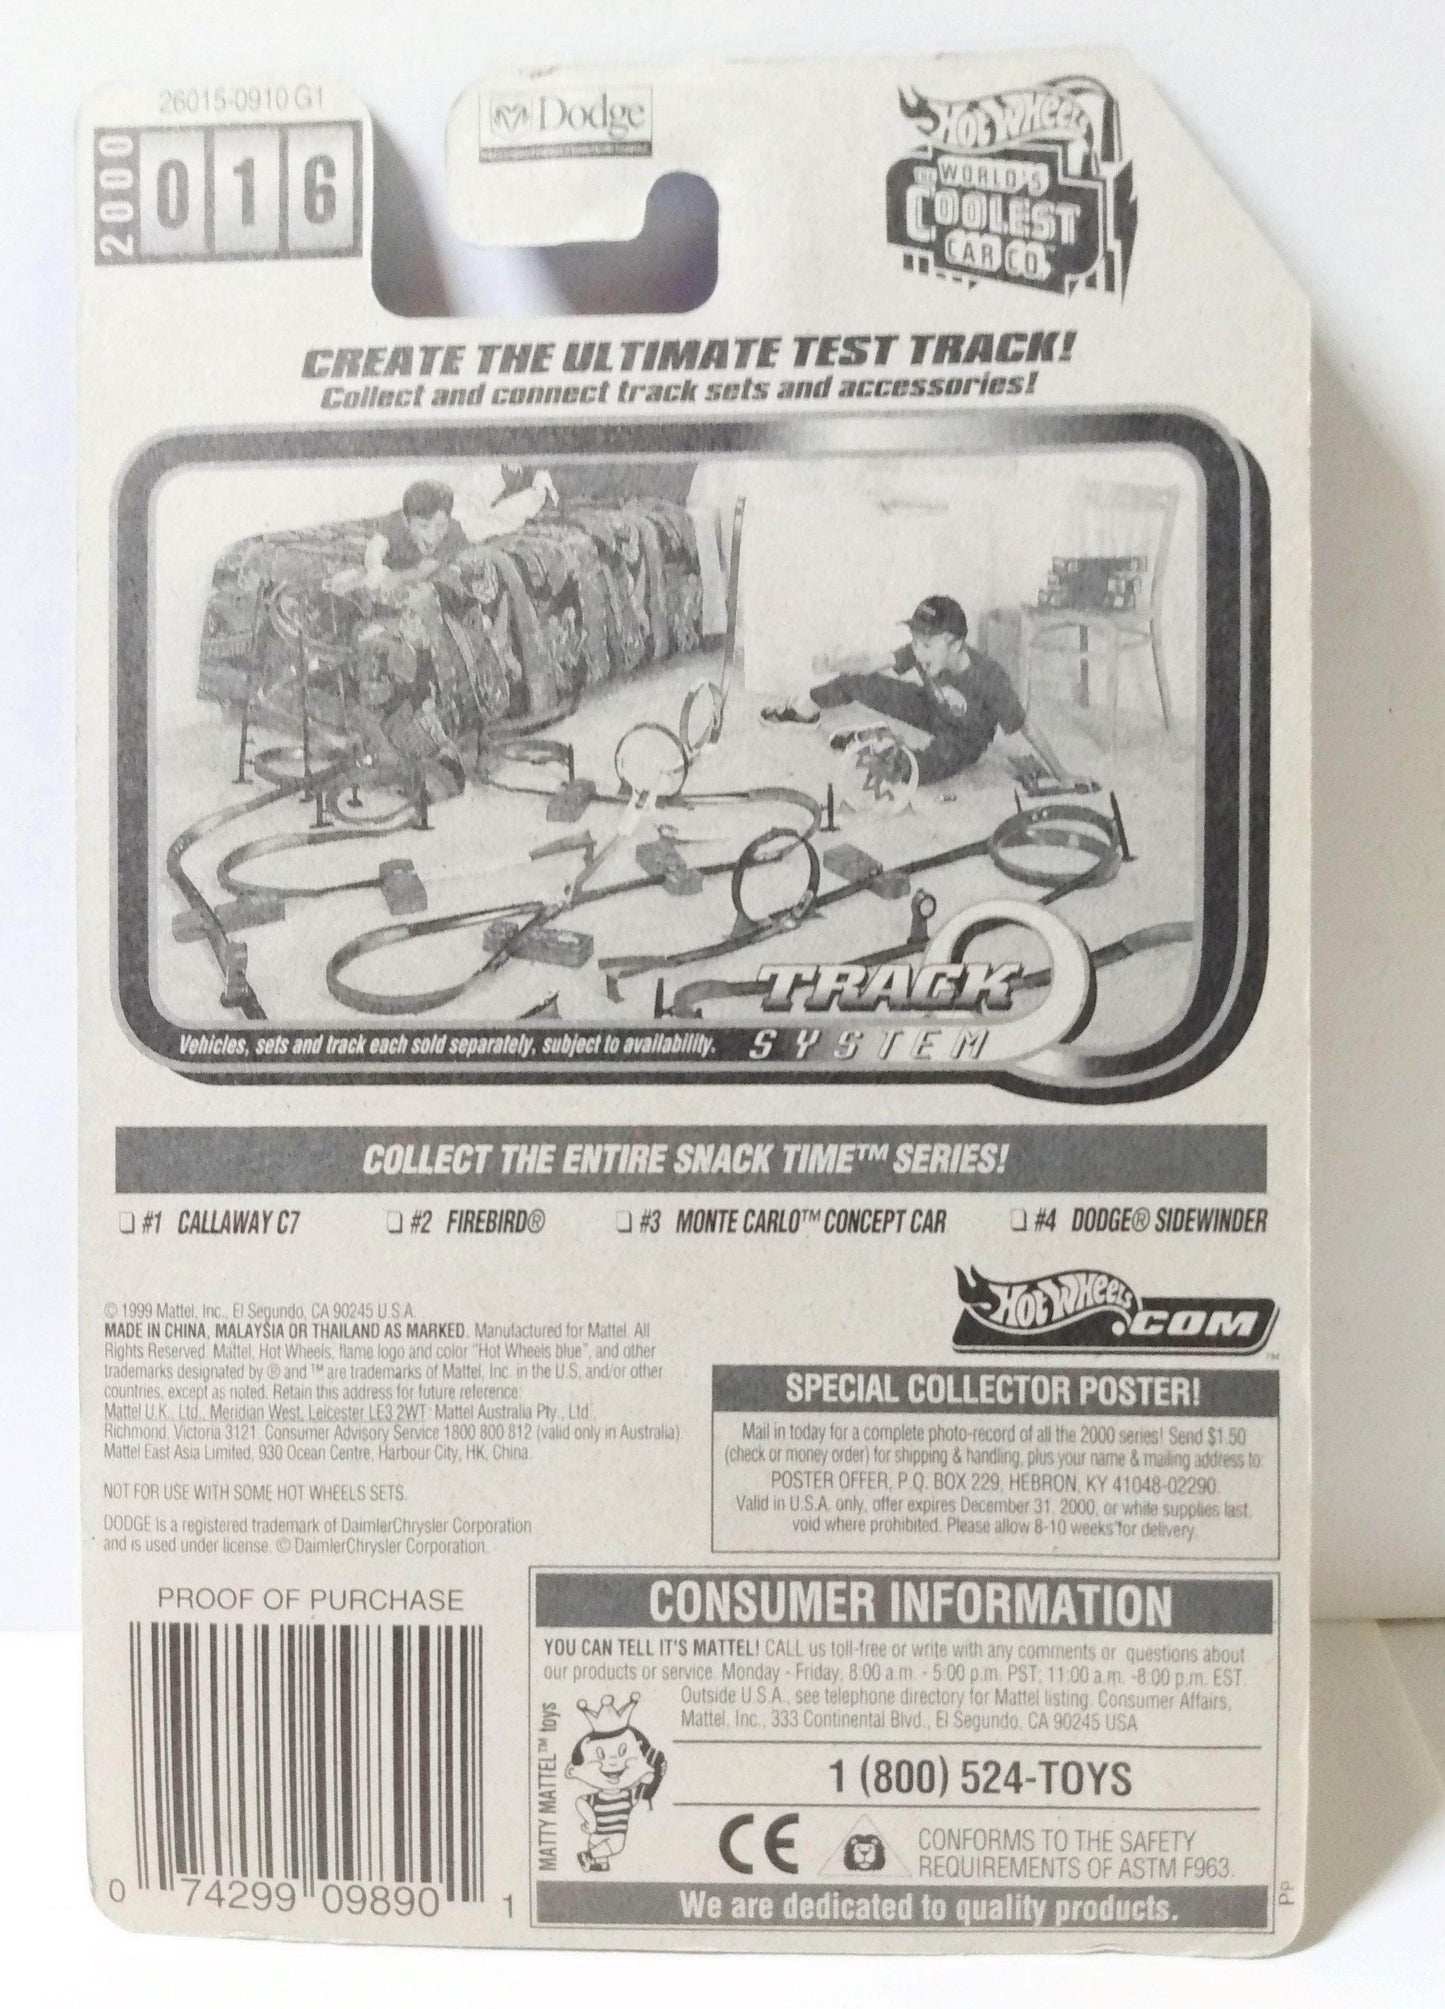 26015-0910 G1
2000
016
Dodge
Hot Wheels
THE WORLD'S
COOLEST
CAR CO.™
CREATE THE ULTIMATE TEST TRACK!
Collect and connect track sets and accessories!
TRACK
SYSTEM
Vehicles, sets and track each sold separately, subject to availability.
COLLECT THE ENTIRE SNACK TIME™ SERIES!
❏ #1 CALLAWAY C7 ❏ #2 FIREBIRD® ❏ #3 MONTE CARLO™ CONCEPT CAR ❏ #4 DODGE® SIDEWINDER
© 1999 Mattel, Inc., El Segundo, CA 90245 U.S.A.
MADE IN CHINA, MALAYSIA OR THAILAND AS MARKED. Manufactured for Mattel. All
Rights Reserved. Mattel, Hot Wheels, flame logo and color "Hot Wheels blue", and other
trademarks designated by ® and ™ are trademarks of Mattel, Inc. in the U.S. and/or other
countries, except as noted. Retain this address for future reference:
Mattel U.K., Ltd., Meridian West, Leicester LE3 2WT. Mattel Australia Pty., Ltd.,
Richmond, Victoria 3121. Consumer Advisory Service 1800 800 812 (valid only in Australia).
Mattel East Asia Limited, 930 Ocean Centre, Harbour City, HK, China.
NOT FOR USE WITH SOME HOT WHEELS SETS.
DODGE is a registered trademark of DaimlerChrysler Corporation
and is used under license. © DaimlerChrysler Corporation.
Hot Wheels.COM™
SPECIAL COLLECTOR POSTER!
Mail in today for a complete photo-record of all the 2000 series! Send $1.50
(check or money order) for shipping & handling, plus your name & mailing address to:
POSTER OFFER, P.O. BOX 229, HEBRON, KY 41048-02290.
Valid in U.S.A. only, offer expires December 31, 2000, or while supplies last,
void where prohibited. Please allow 8-10 weeks for delivery.
PROOF OF PURCHASE
0 74299 09890 1
CONSUMER INFORMATION
YOU CAN TELL IT'S MATTEL! CALL us toll-free or write with any comments or questions about
our products or service. Monday - Friday, 8:00 a.m. - 5:00 p.m. PST; 11:00 a.m. -8:00 p.m. EST.
Outside U.S.A., see telephone directory for Mattel listing. Consumer Affairs,
Mattel, Inc., 333 Continental Blvd., El Segundo, CA 90245 USA
MATTY MATTEL™ toys
1 (800) 524-TOYS
CE
CONFORMS TO THE SAFETY
REQUIREMENTS OF ASTM F963.
We are dedicated to quality products.
PP